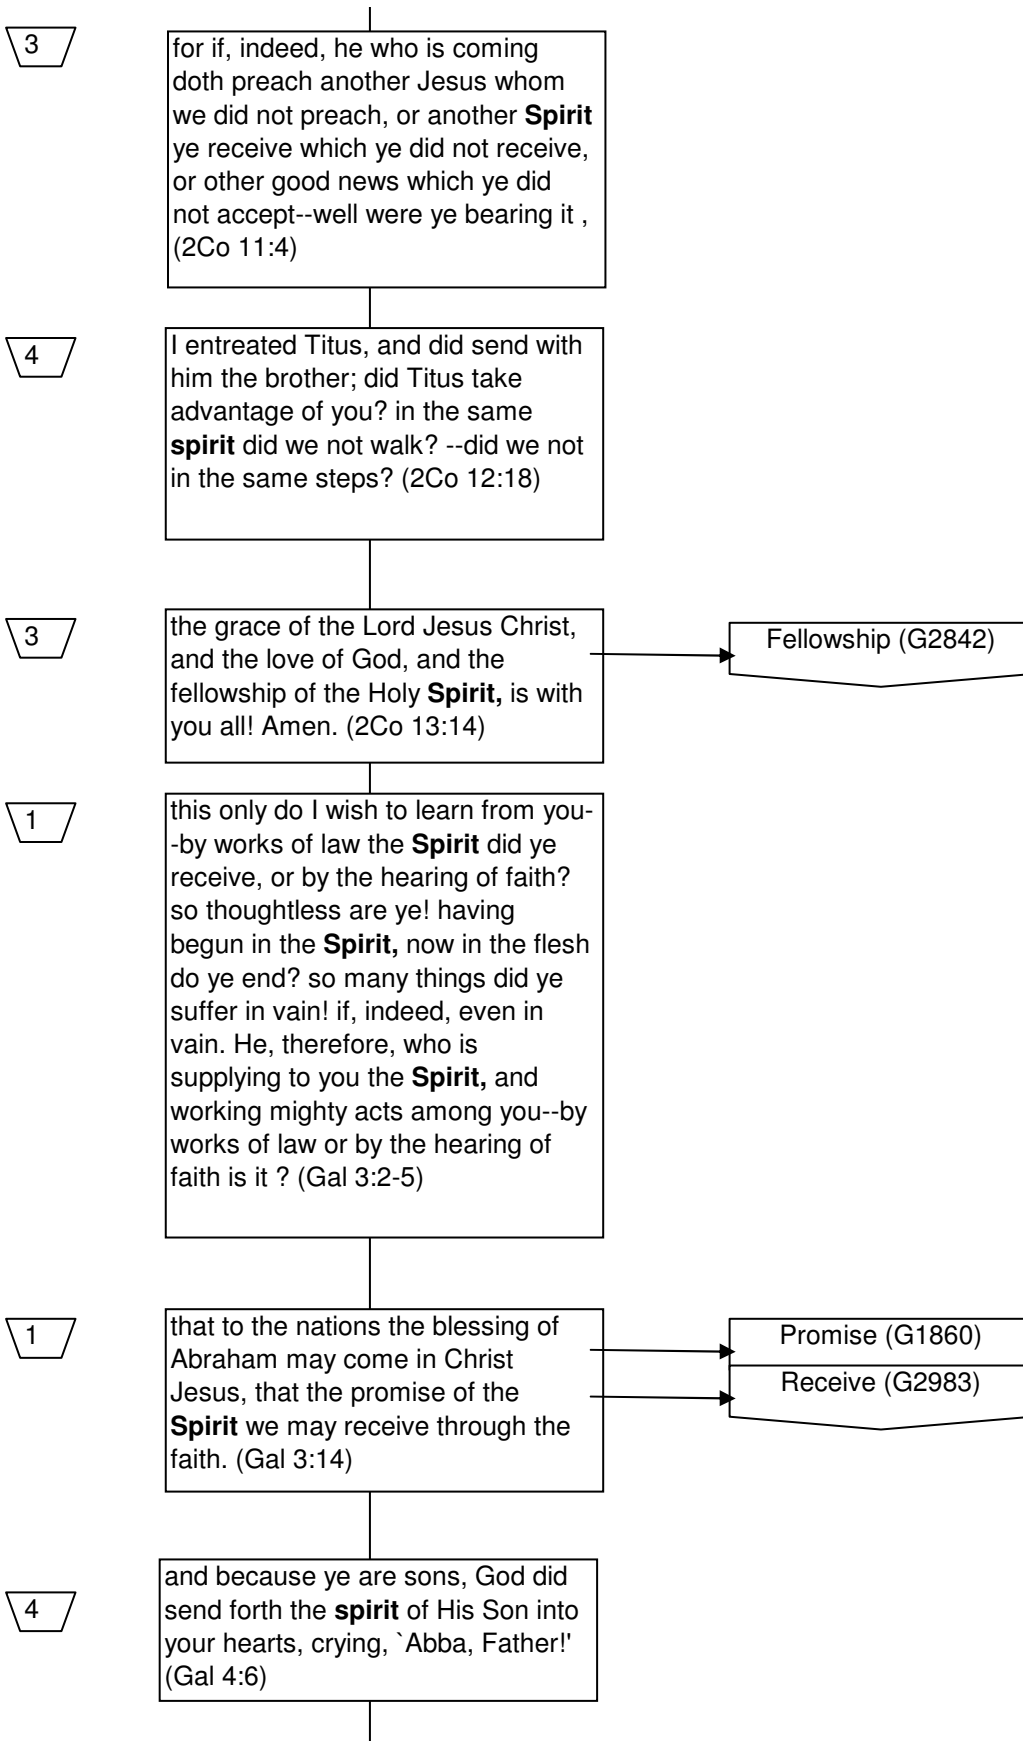 3
for if, indeed, he who is coming
doth preach another Jesus whom
we did not preach, or another Spirit
ye receive which ye did not receive,
or other good news which ye did
not accept--well were ye bearing it ,
(2Co 11:4)
4
I entreated Titus, and did send with
him the brother; did Titus take
advantage of you? in the same
spirit did we not walk? --did we not
in the same steps? (2Co 12:18)
3
the grace of the Lord Jesus Christ,
and the love of God, and the
fellowship of the Holy Spirit, is with
you all! Amen. (2Co 13:14)
Fellowship (G2842)
1
this only do I wish to learn from you-
-by works of law the Spirit did ye
receive, or by the hearing of faith?
so thoughtless are ye! having
begun in the Spirit, now in the flesh
do ye end? so many things did ye
suffer in vain! if, indeed, even in
vain. He, therefore, who is
supplying to you the Spirit, and
working mighty acts among you--by
works of law or by the hearing of
faith is it ? (Gal 3:2-5)
1
that to the nations the blessing of
Abraham may come in Christ
Jesus, that the promise of the
Spirit we may receive through the
faith. (Gal 3:14)
Promise (G1860)
Receive (G2983)
4
and because ye are sons, God did
send forth the spirit of His Son into
your hearts, crying, `Abba, Father!'
(Gal 4:6)